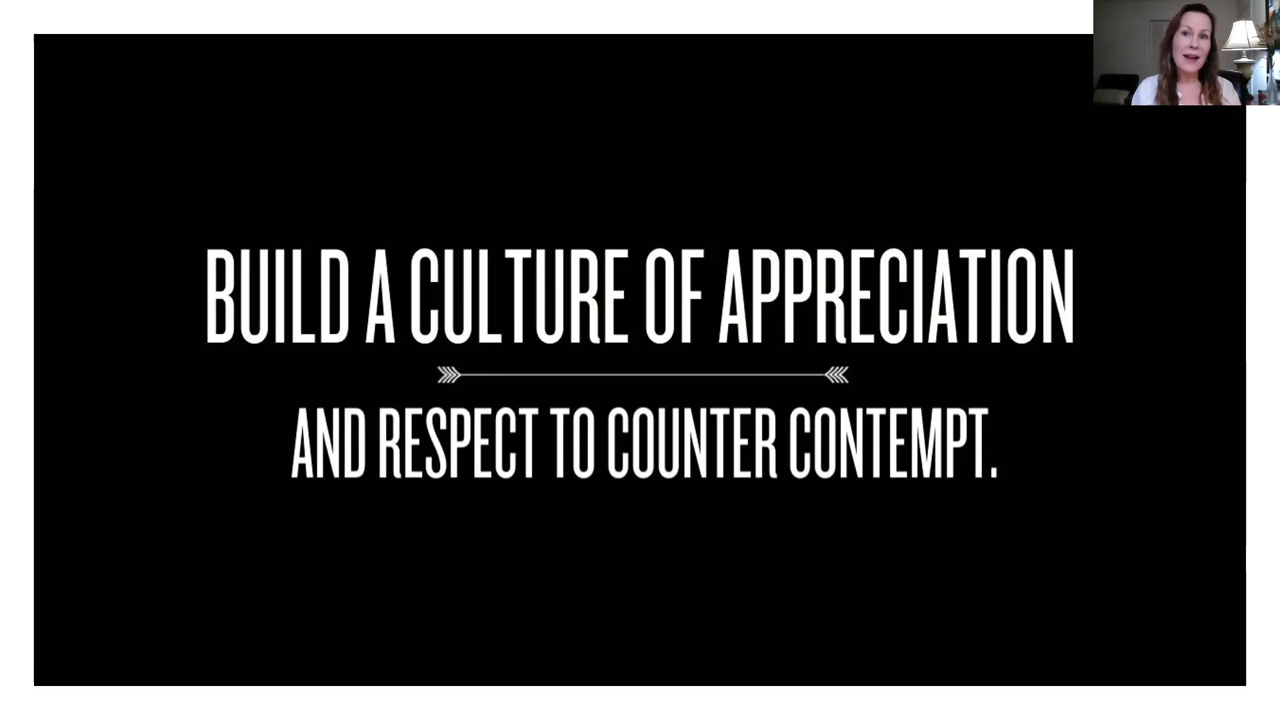 BUILD A CULTURE OF APPRECIATION
AND RESPECT TO COUNTER CONTEMPT.